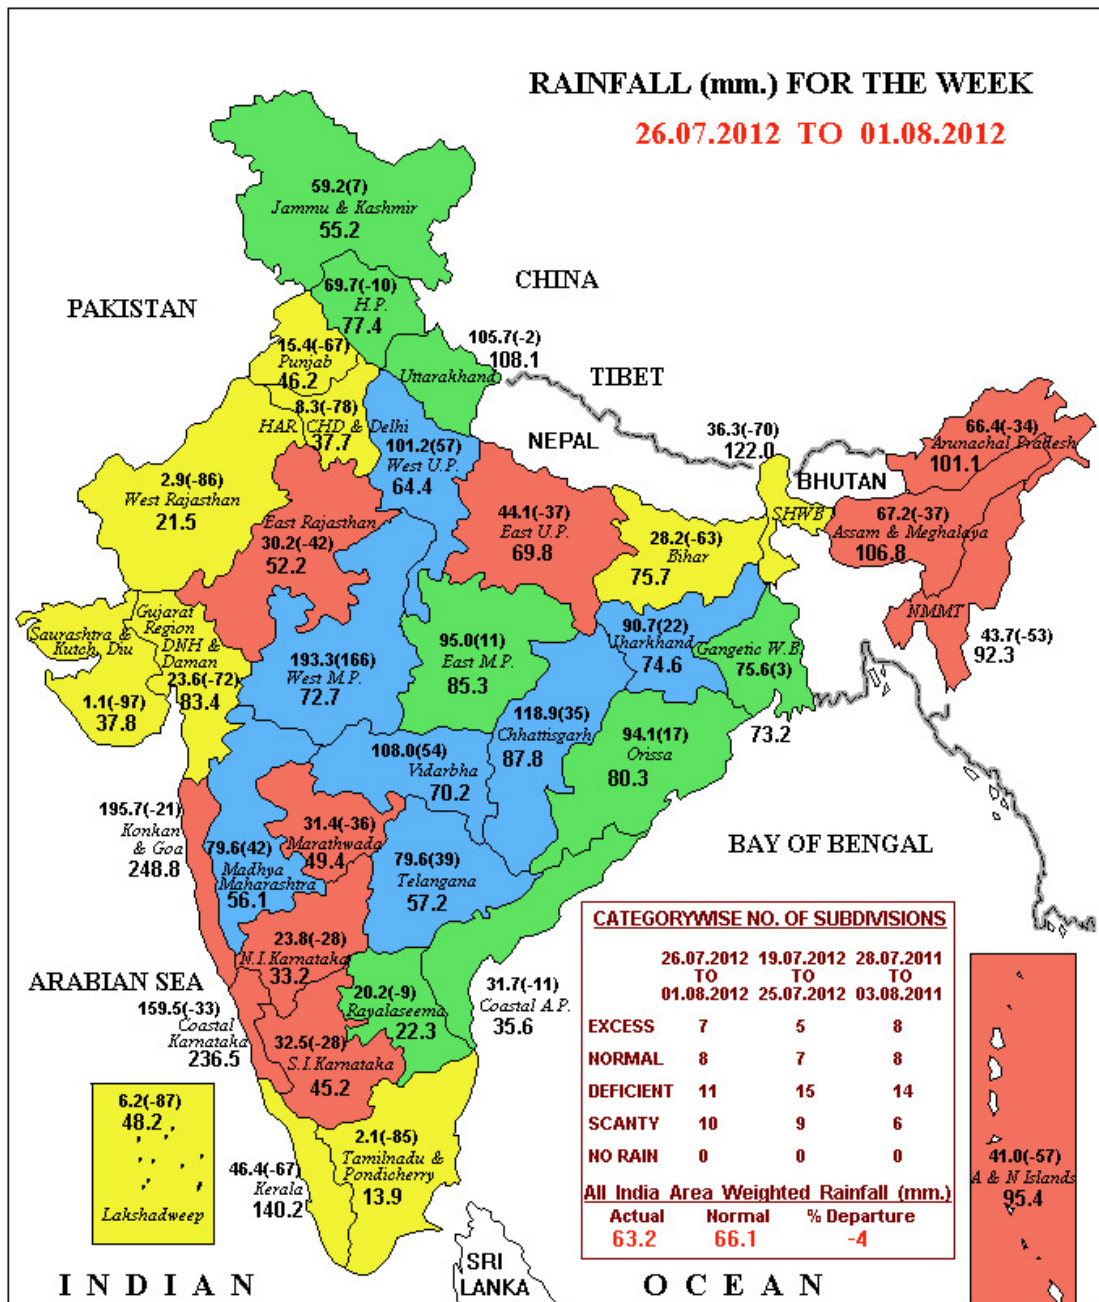 RAINFALL (mm.) FOR THE WEEK
26.07.2012 TO 01.08.2012
59.2(7)
Jammu & Kashmir
55.2
CHINA
69.7(-10)
H.P.
77.4
PAKISTAN
15.4(-67)
Punjab
46.2
105.7(-2)
108.1
Uttarakhand
TIBET
8.3(-78)
HAR CHD & Delhi
37.7
NEPAL
36.3(-70)
122.0
101.2(57)
West U.P.
64.4
66.4(-34)
Arunachal Pradesh
101.1
BHUTAN
2.9(-86)
West Rajasthan
21.5
East Rajasthan
30.2(-42)
52.2
44.1(-37)
East U.P.
69.8
28.2(-63)
Bihar
75.7
SHWB
67.2(-37)
Assam & Meghalaya
106.8
NMMT
43.7(-53)
92.3
Gujarat
Region
DNH &
Daman
23.6(-72)
83.4
Saurashtra &
Kutch, Diu
1.1(-97)
37.8
193.3(166)
West M.P.
72.7
95.0(11)
East M.P.
85.3
90.7(22)
Jharkhand
74.6
Gangetic W.B
75.6(3)
73.2
118.9(35)
Chhattisgarh
87.8
94.1(17)
Orissa
80.3
108.0(54)
Vidarbha
70.2
195.7(-21)
Konkan
& Goa
248.8
31.4(-36)
Marathwada
49.4
79.6(42)
Madhya
Maharashtra
56.1
79.6(39)
Telangana
57.2
BAY OF BENGAL
23.8(-28)
N.I.Karnataka
33.2
ARABIAN SEA
159.5(-33)
Coastal
Karnataka
236.5
20.2(-9)
Rayalaseema
22.3
31.7(-11)
Coastal A.P.
35.6
32.5(-28)
S.I.Karnataka
45.2
6.2(-87)
48.2
Lakshadweep
46.4(-67)
Kerala
140.2
2.1(-85)
Tamilnadu &
Pondicherry
13.9
CATEGORYWISE NO. OF SUBDIVISIONS
26.07.2012 19.07.2012 28.07.2011
TO TO TO
01.08.2012 25.07.2012 03.08.2011
EXCESS 7 5 8
NORMAL 8 7 8
DEFICIENT 11 15 14
SCANTY 10 9 6
NO RAIN 0 0 0
All India Area Weighted Rainfall (mm.)
Actual Normal % Departure
63.2 66.1 -4
41.0(-57)
A & N Islands
95.4
SRI
LANKA
INDIAN OCEAN